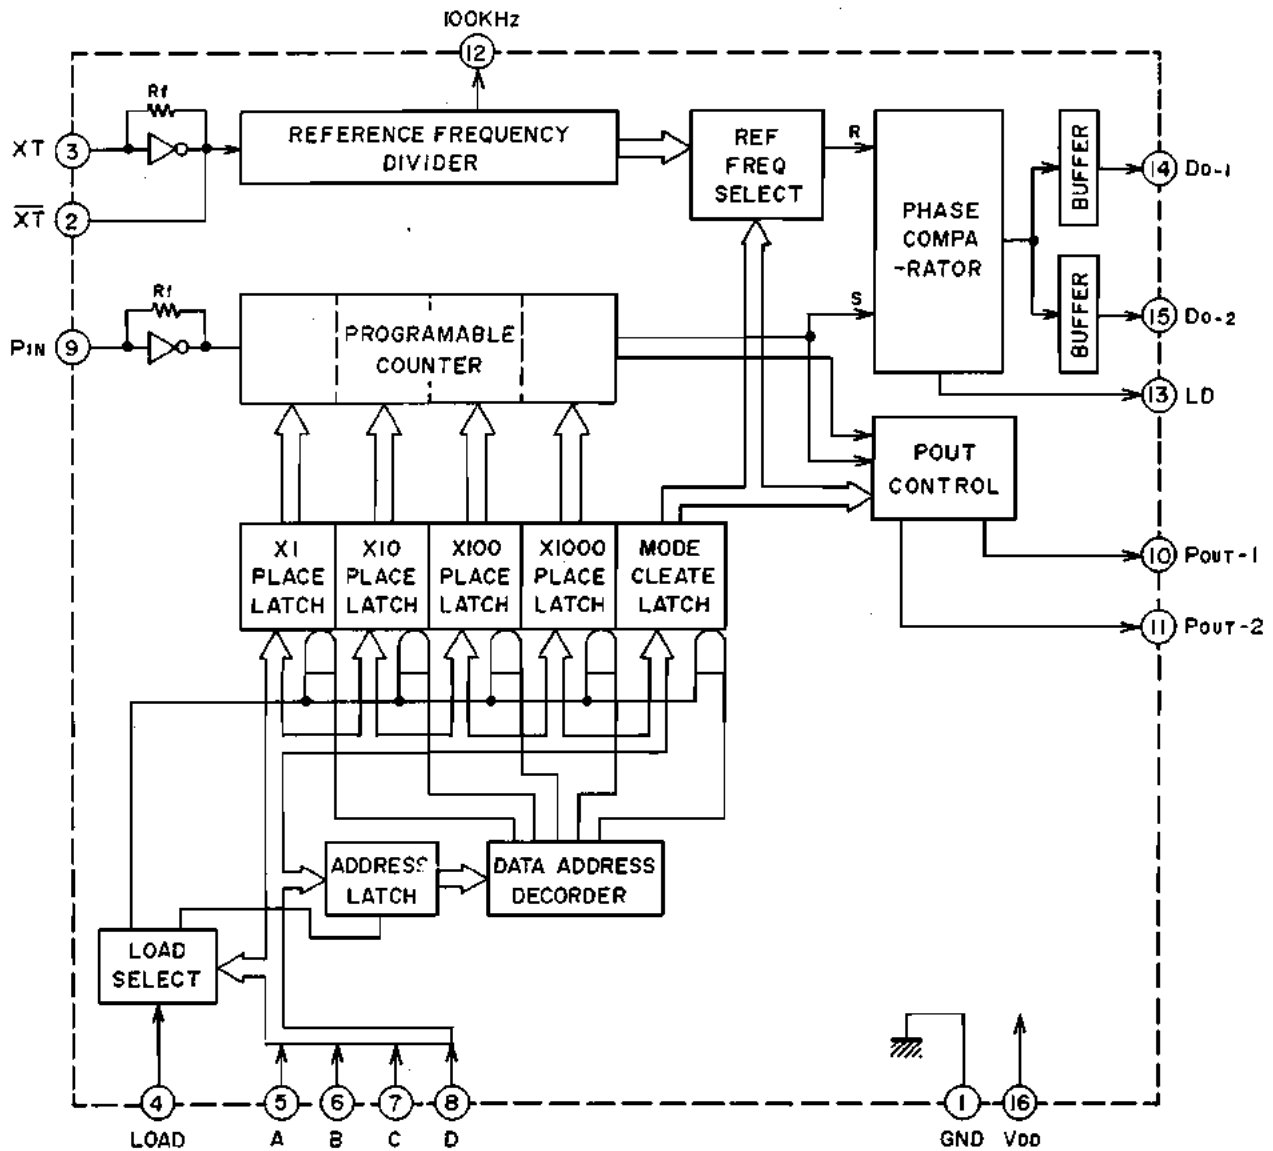 100KHz
12
Rf
XT
3
REFERENCE FREQUENCY
DIVIDER
REF
FREQ
SELECT
R
XT
2
PHASE
COMPA
-RATOR
S
BUFFER
14
Do-1
BUFFER
15
Do-2
Rf
PIN
9
PROGRAMABLE
COUNTER
13
LD
POUT
CONTROL
X1
PLACE
LATCH
X10
PLACE
LATCH
X100
PLACE
LATCH
X1000
PLACE
LATCH
MODE
CLEATE
LATCH
10
POUT-1
11
POUT-2
ADDRESS
LATCH
DATA ADDRESS
DECORDER
LOAD
SELECT
4
5
6
7
8
1
16
LOAD
A
B
C
D
GND
VDD